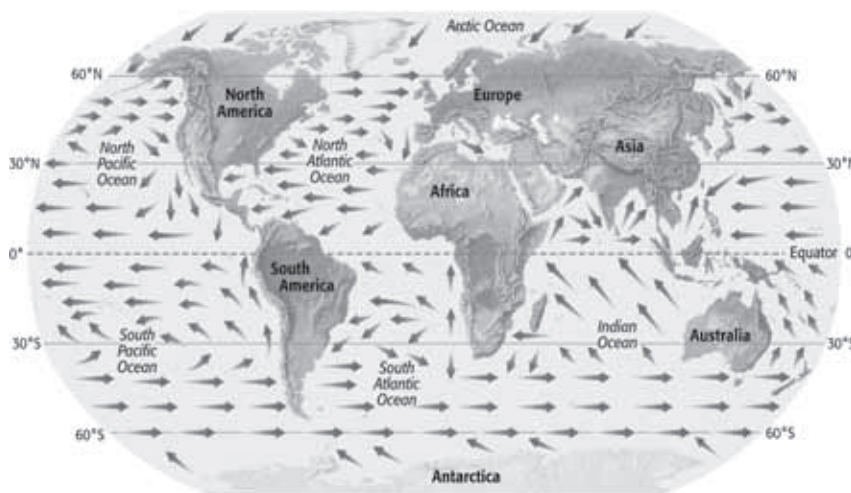 Arctic Ocean
60°N
60°N
North
America
Europe
Asia
North
Pacific
Ocean
North
Atlantic
Ocean
30°N
30°N
Africa
0°
Equator
0°
South
America
South
Pacific
Ocean
Indian
Ocean
Australia
30°S
30°S
South
Atlantic
Ocean
60°S
60°S
Antarctica